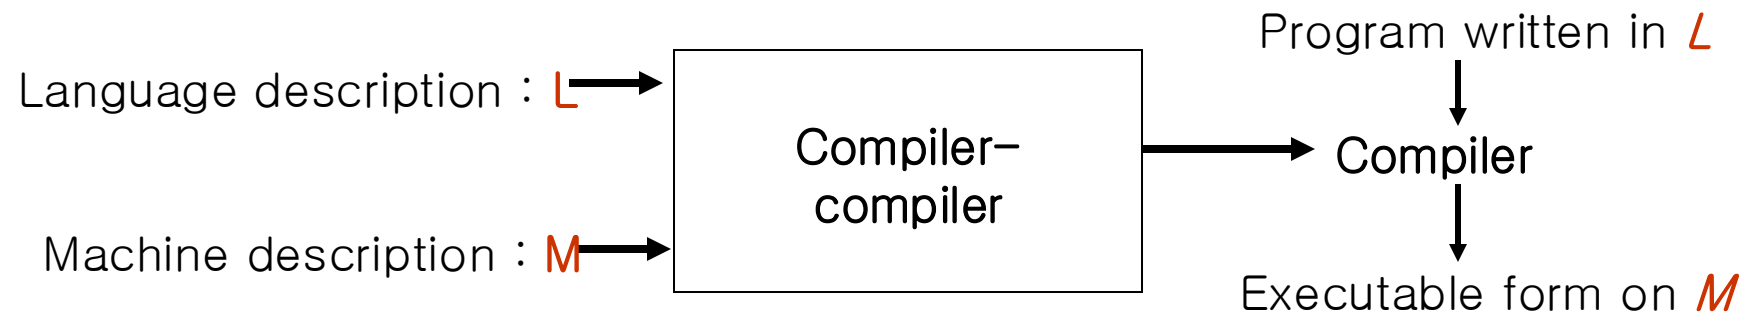 Language description : L
Machine description : M
Compiler-
compiler
Program written in L
Compiler
Executable form on M